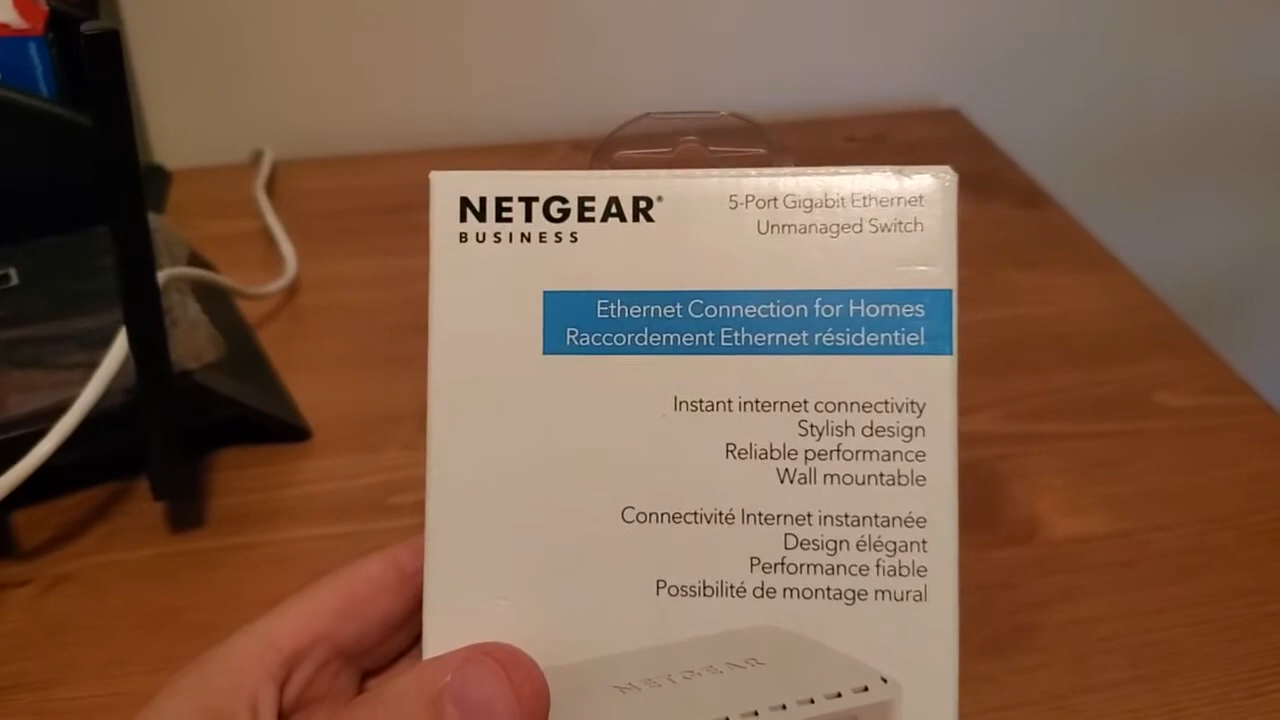 NETGEAR®
BUSINESS
5-Port Gigabit Ethernet
Unmanaged Switch
Ethernet Connection for Homes
Raccordement Ethernet résidentiel
Instant internet connectivity
Stylish design
Reliable performance
Wall mountable
Connectivité Internet instantanée
Design élégant
Performance fiable
Possibilité de montage mural
NETGEAR